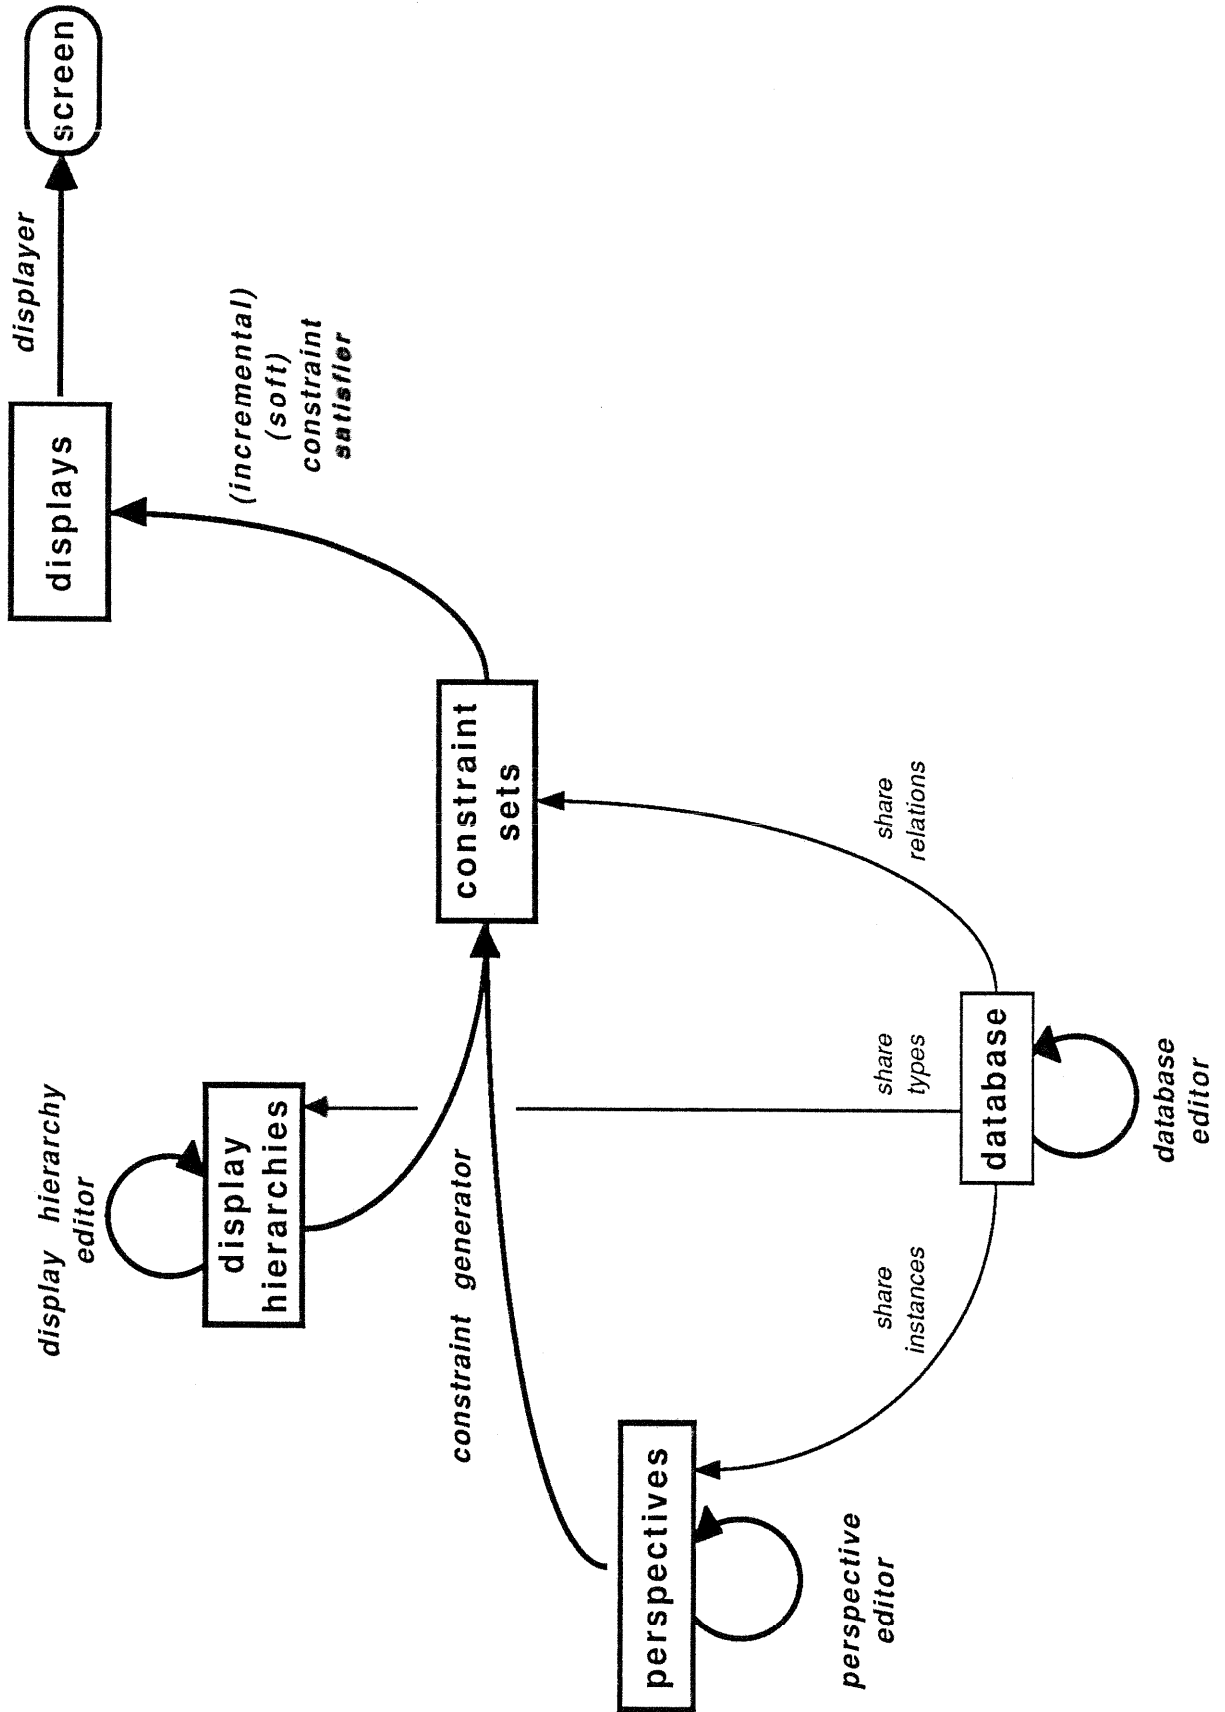 display hierarchy
editor
display
hierarchies
displayer
displays
screen
(incremental)
(soft)
constraint
satisfier
constraint generator
constraint
sets
perspectives
perspective
editor
share
instances
share
types
share
relations
database
database
editor